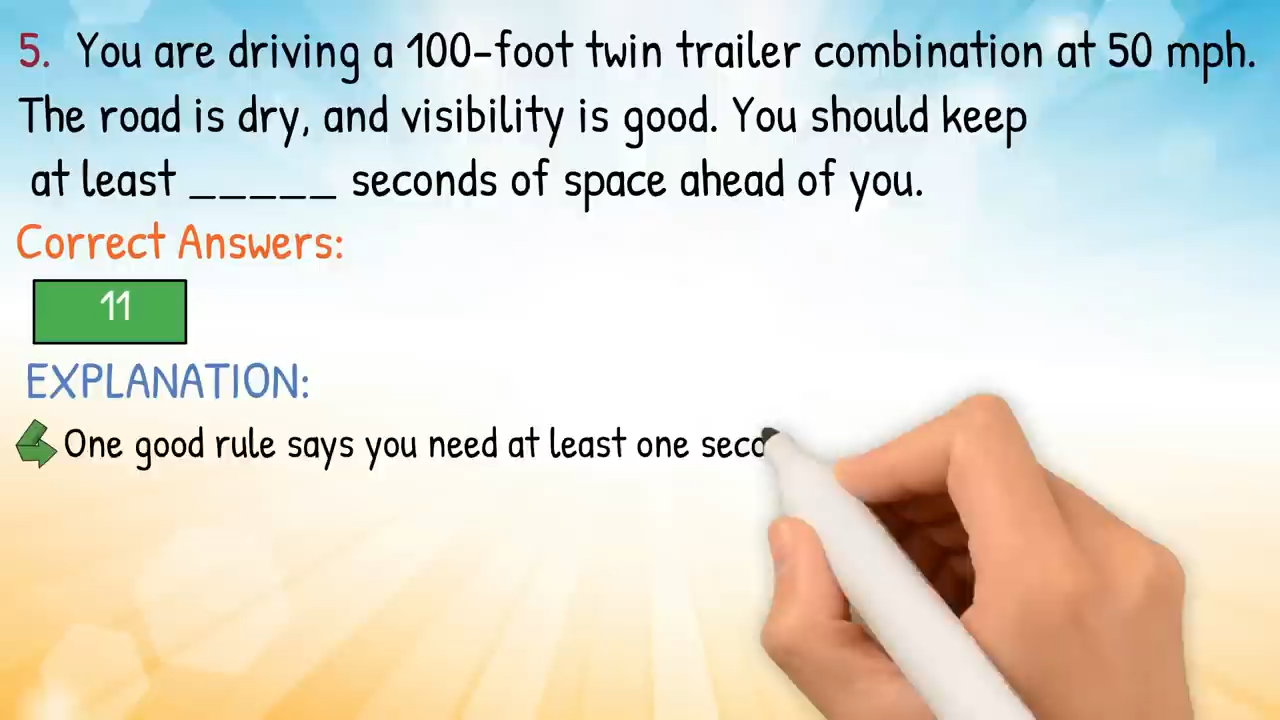 5. You are driving a 100-foot twin trailer combination at 50 mph.
The road is dry, and visibility is good. You should keep
at least _____ seconds of space ahead of you.
Correct Answers:
11
EXPLANATION:
One good rule says you need at least one seco